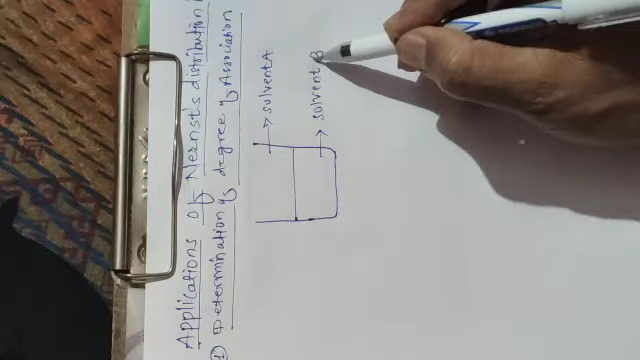 Applications of Nernst's distribution
① Determination of degree of Association
→ solvent A
→ solvent B